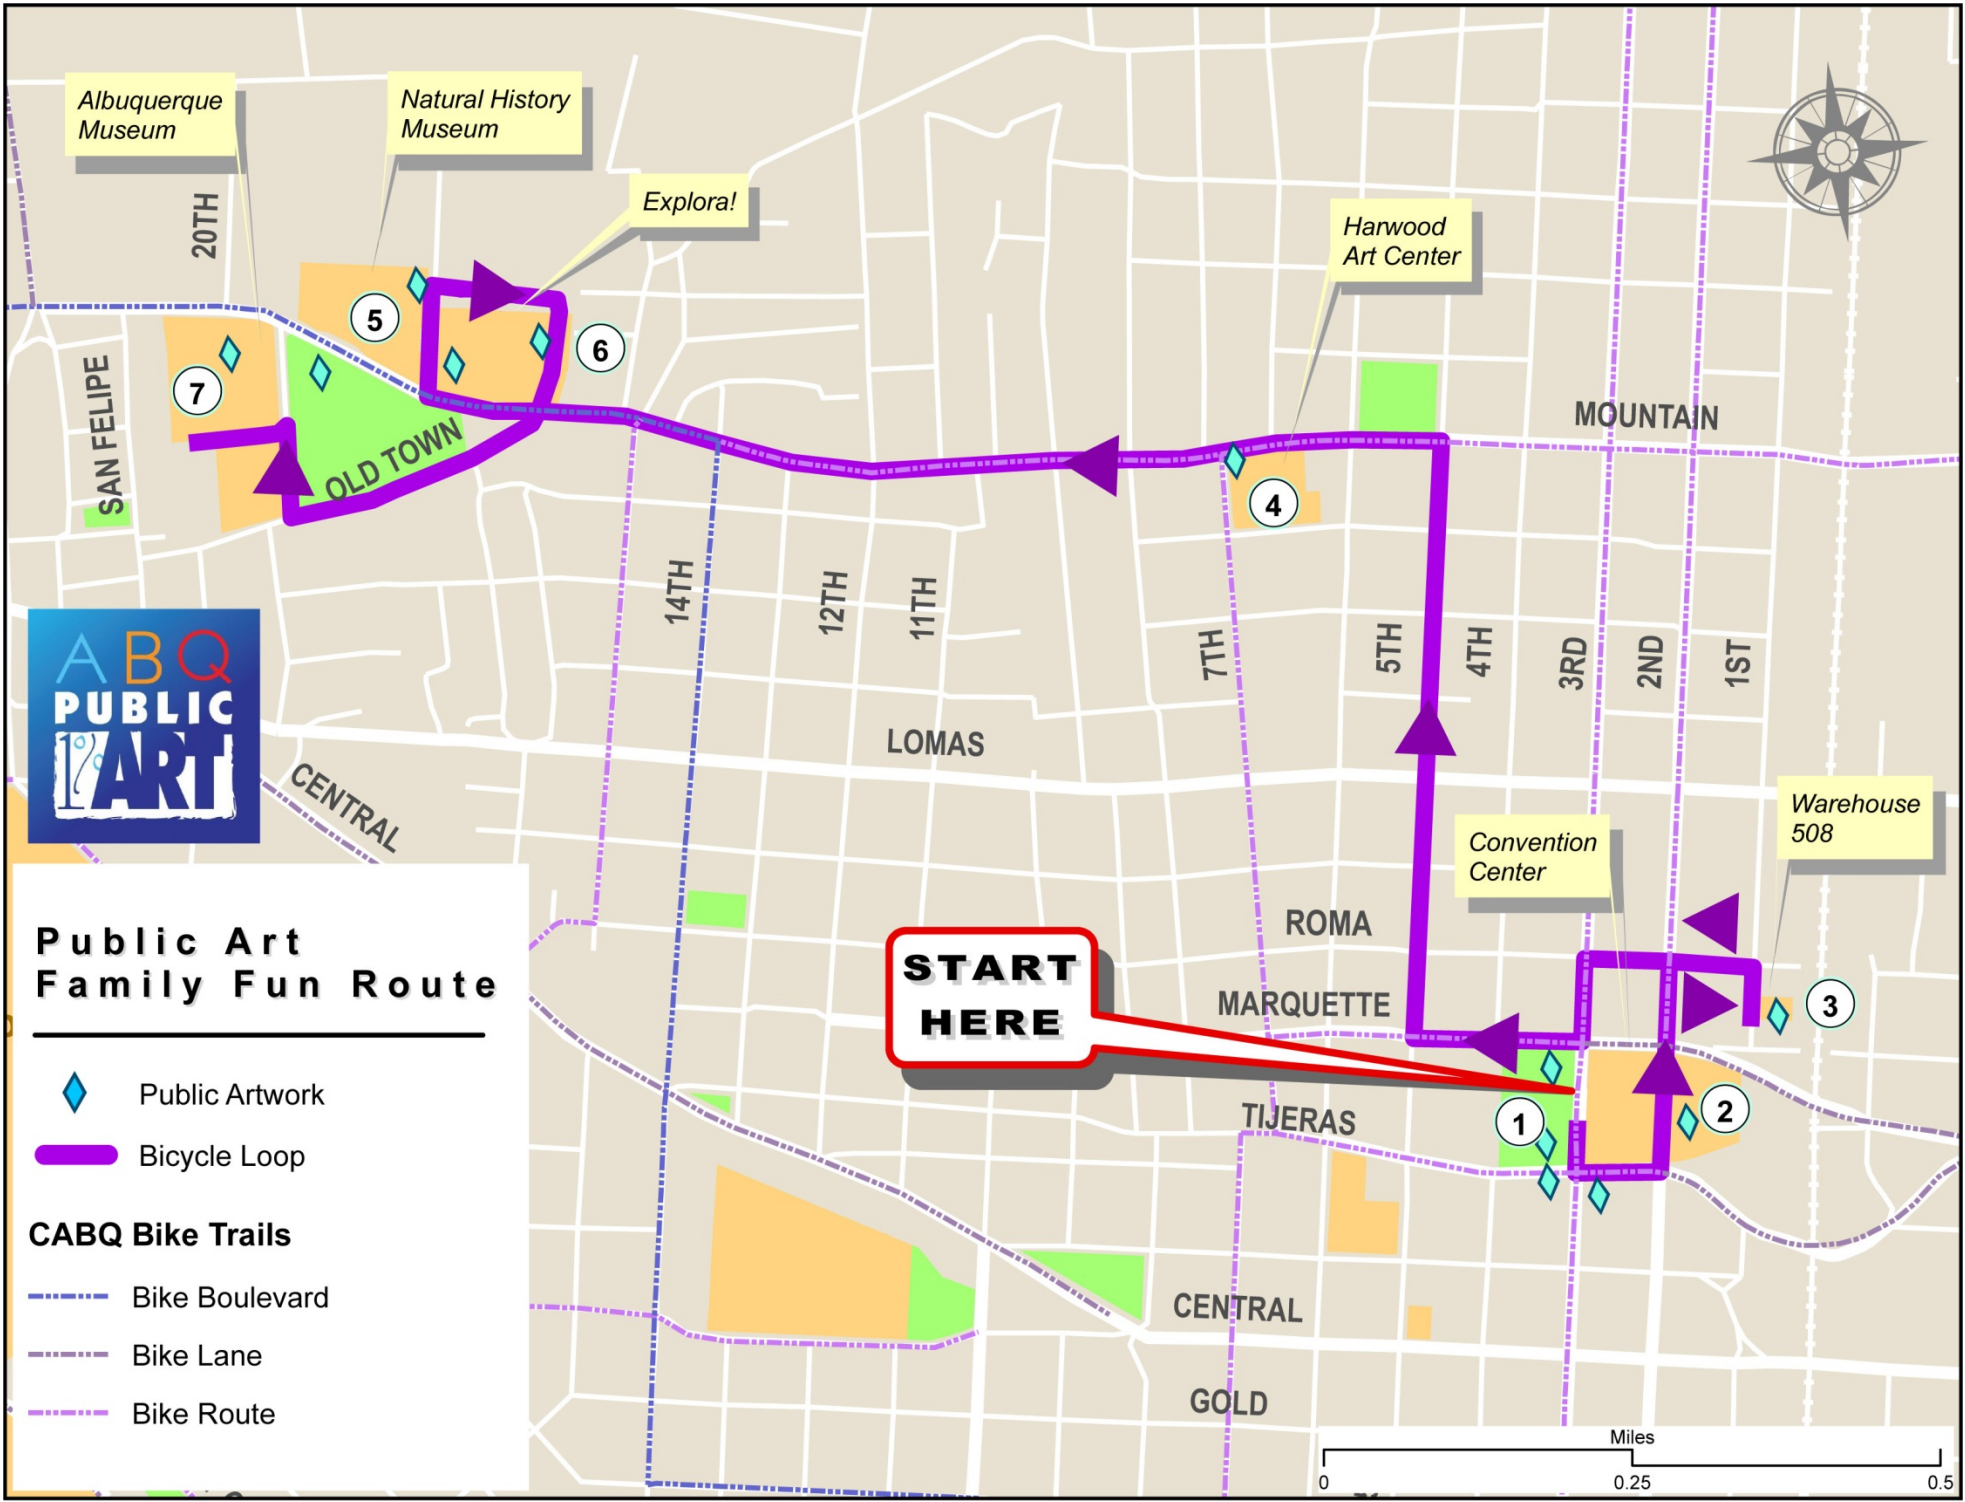 Albuquerque
Museum
Natural History
Museum
Explora!
Harwood
Art Center
20TH
5
6
7
SAN FELIPE
OLD TOWN
MOUNTAIN
4
14TH
12TH
11TH
7TH
5TH
4TH
3RD
2ND
1ST
ABQ
PUBLIC
1%
ART
LOMAS
CENTRAL
Convention
Center
Warehouse
508
ROMA
START
HERE
MARQUETTE
3
TIJERAS
1
2
CENTRAL
GOLD
Public Art
Family Fun Route
Public Artwork
Bicycle Loop
CABQ Bike Trails
Bike Boulevard
Bike Lane
Bike Route
Miles
0
0.25
0.5